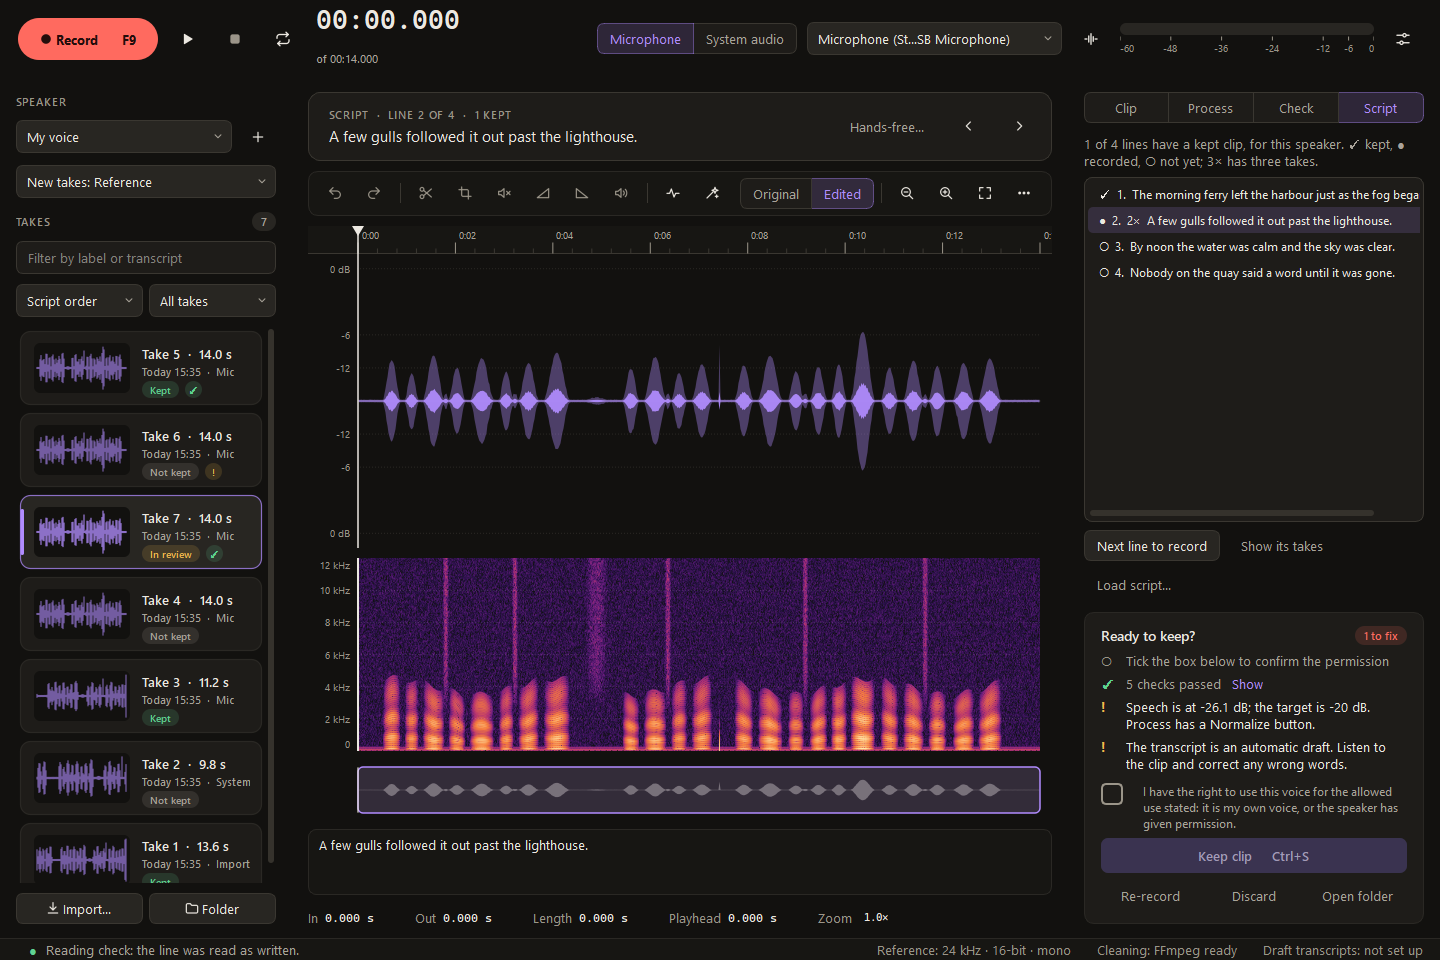 Record F9
00:00.000
of 00:14.000
Microphone
System audio
Microphone (St...SB Microphone)
-60 -48 -36 -24 -12 -6 0
SPEAKER
My voice
New takes: Reference
TAKES 7
Filter by label or transcript
Script order
All takes
Take 5 · 14.0 s
Today 15:35 · Mic
Kept ✓
Take 6 · 14.0 s
Today 15:35 · Mic
Not kept !
Take 7 · 14.0 s
Today 15:35 · Mic
In review ✓
Take 4 · 14.0 s
Today 15:35 · Mic
Not kept
Take 3 · 11.2 s
Today 15:35 · Mic
Kept
Take 2 · 9.8 s
Today 15:35 · System
Not kept
Take 1 · 13.6 s
Today 15:35 · Import
Kept
Import...
Folder
SCRIPT · LINE 2 OF 4 · 1 KEPT
A few gulls followed it out past the lighthouse.
Hands-free...
Original
Edited
0:00 0:02 0:04 0:06 0:08 0:10 0:12 0:
0 dB
-6
-12
-12
-6
0 dB
12 kHz
10 kHz
8 kHz
6 kHz
4 kHz
2 kHz
0
A few gulls followed it out past the lighthouse.
In 0.000 s Out 0.000 s Length 0.000 s Playhead 0.000 s Zoom 1.0×
Clip
Process
Check
Script
1 of 4 lines have a kept clip, for this speaker. ✓ kept, ●
recorded, ○ not yet; 3× has three takes.
✓ 1. The morning ferry left the harbour just as the fog bega
● 2. 2× A few gulls followed it out past the lighthouse.
○ 3. By noon the water was calm and the sky was clear.
○ 4. Nobody on the quay said a word until it was gone.
Next line to record
Show its takes
Load script...
Ready to keep?
1 to fix
○ Tick the box below to confirm the permission
✓ 5 checks passed Show
! Speech is at -26.1 dB; the target is -20 dB.
Process has a Normalize button.
! The transcript is an automatic draft. Listen to
the clip and correct any wrong words.
I have the right to use this voice for the allowed
use stated: it is my own voice, or the speaker has
given permission.
Keep clip Ctrl+S
Re-record
Discard
Open folder
● Reading check: the line was read as written.
Reference: 24 kHz · 16-bit · mono
Cleaning: FFmpeg ready
Draft transcripts: not set up